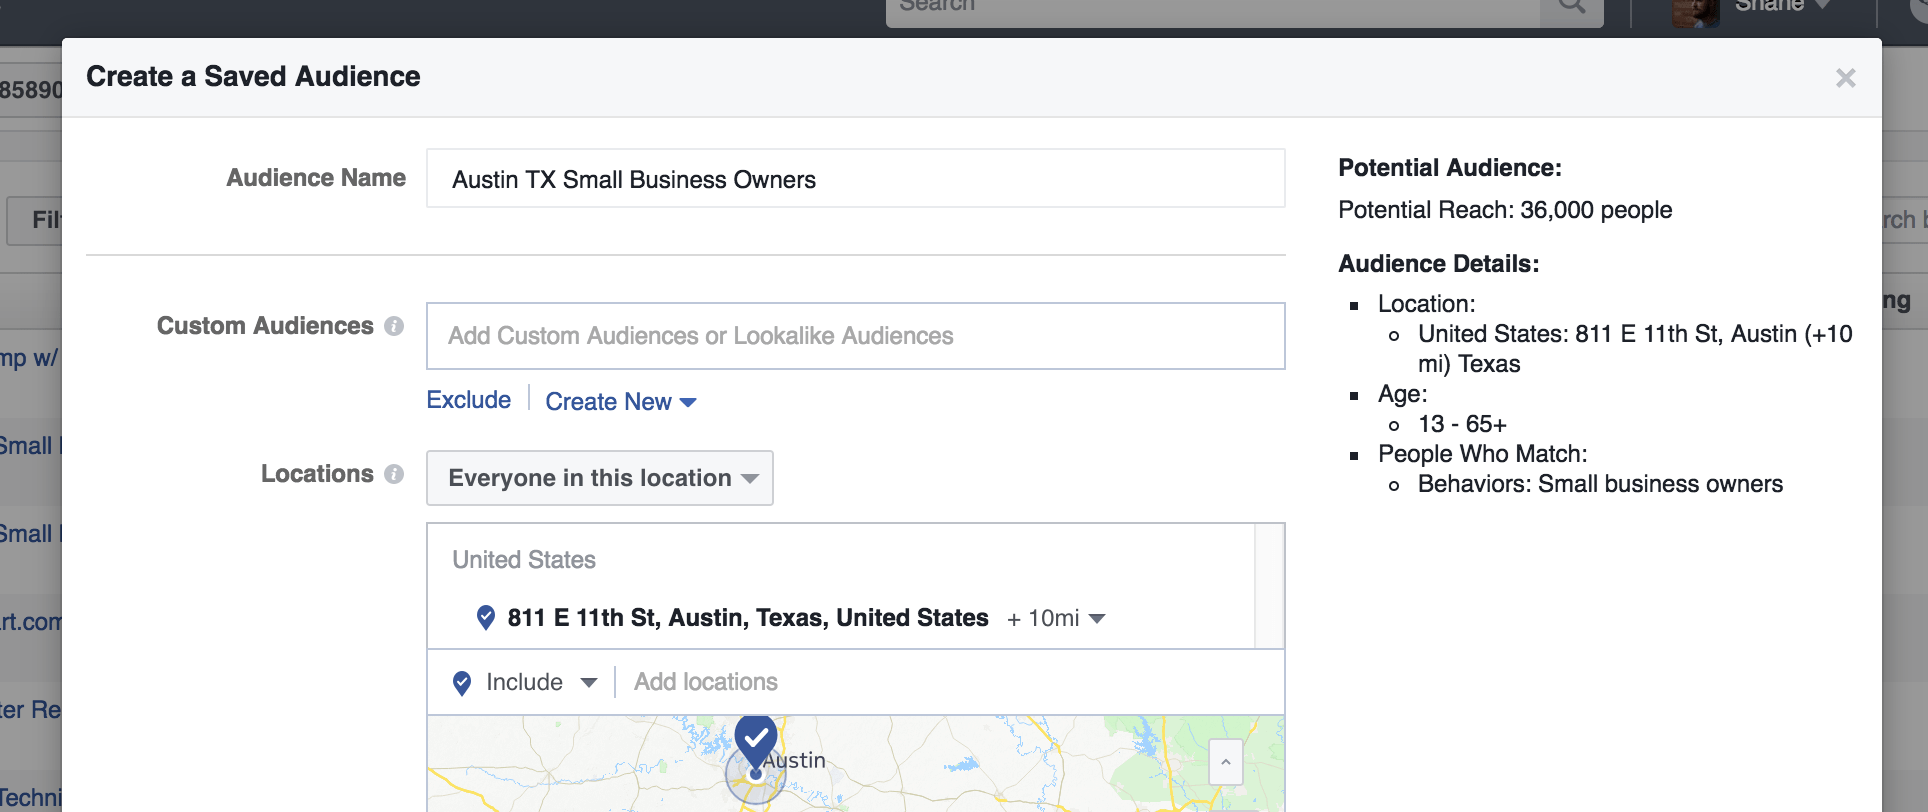 Search
Shane
85890
Create a Saved Audience
Audience Name
Austin TX Small Business Owners
Potential Audience:
Potential Reach: 36,000 people
Audience Details:
Location:
United States: 811 E 11th St, Austin (+10
mi) Texas
Age:
13 - 65+
People Who Match:
Behaviors: Small business owners
Custom Audiences
Add Custom Audiences or Lookalike Audiences
Exclude
Create New
Locations
Everyone in this location
United States
811 E 11th St, Austin, Texas, United States + 10mi
Include
Add locations
Austin
mp w/
Small
Small
rt.com
ter Re
Techni